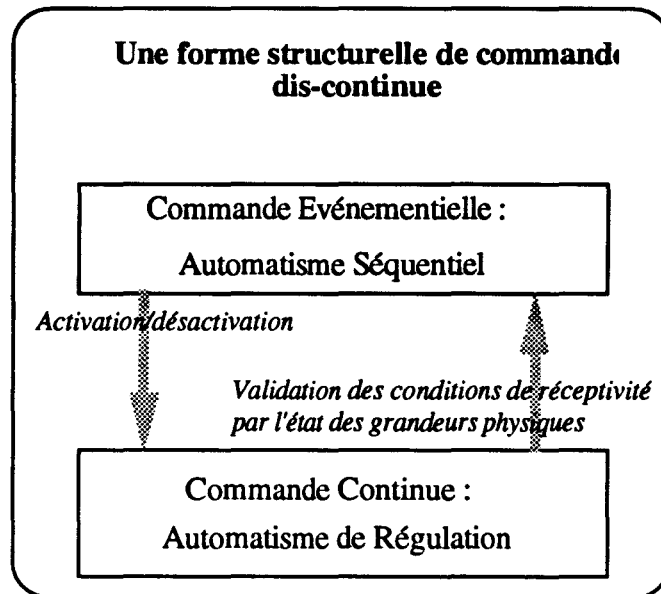 Une forme structurelle de command
dis-continue
Commande Evénementielle :
Automatisme Séquentiel
Activation/désactivation
Validation des conditions de réceptivité
par l'état des grandeurs physiques
Commande Continue :
Automatisme de Régulation